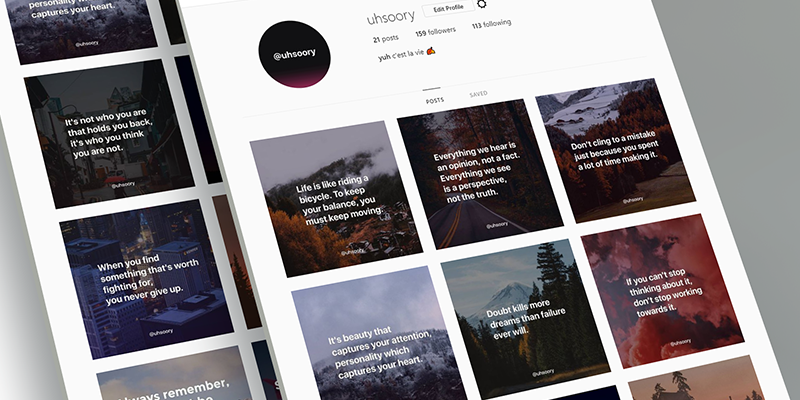 personality which
captures your heart.
@uhsoory
It's not who you are
that holds you back,
it's who you think
you are not.
@uhsoory
When you find
something that's worth
fighting for,
you never give up.
@uhsoory
Always remember,
@uhsoory
uhsoory
Edit Profile
21 posts
159 followers
113 following
yuh c'est la vie 🍂
POSTS
SAVED
Life is like riding a
bicycle. To keep
your balance, you
must keep moving.
@uhsoory
Everything we hear is
an opinion, not a fact.
Everything we see
is a perspective,
not the truth.
@uhsoory
Don't cling to a mistake
just because you spent
a lot of time making it.
@uhsoory
It's beauty that
captures your attention,
personality which
captures your heart.
Doubt kills more
dreams than failure
ever will.
@uhsoory
If you can't stop
thinking about it,
don't stop working
towards it.
@uhsoory